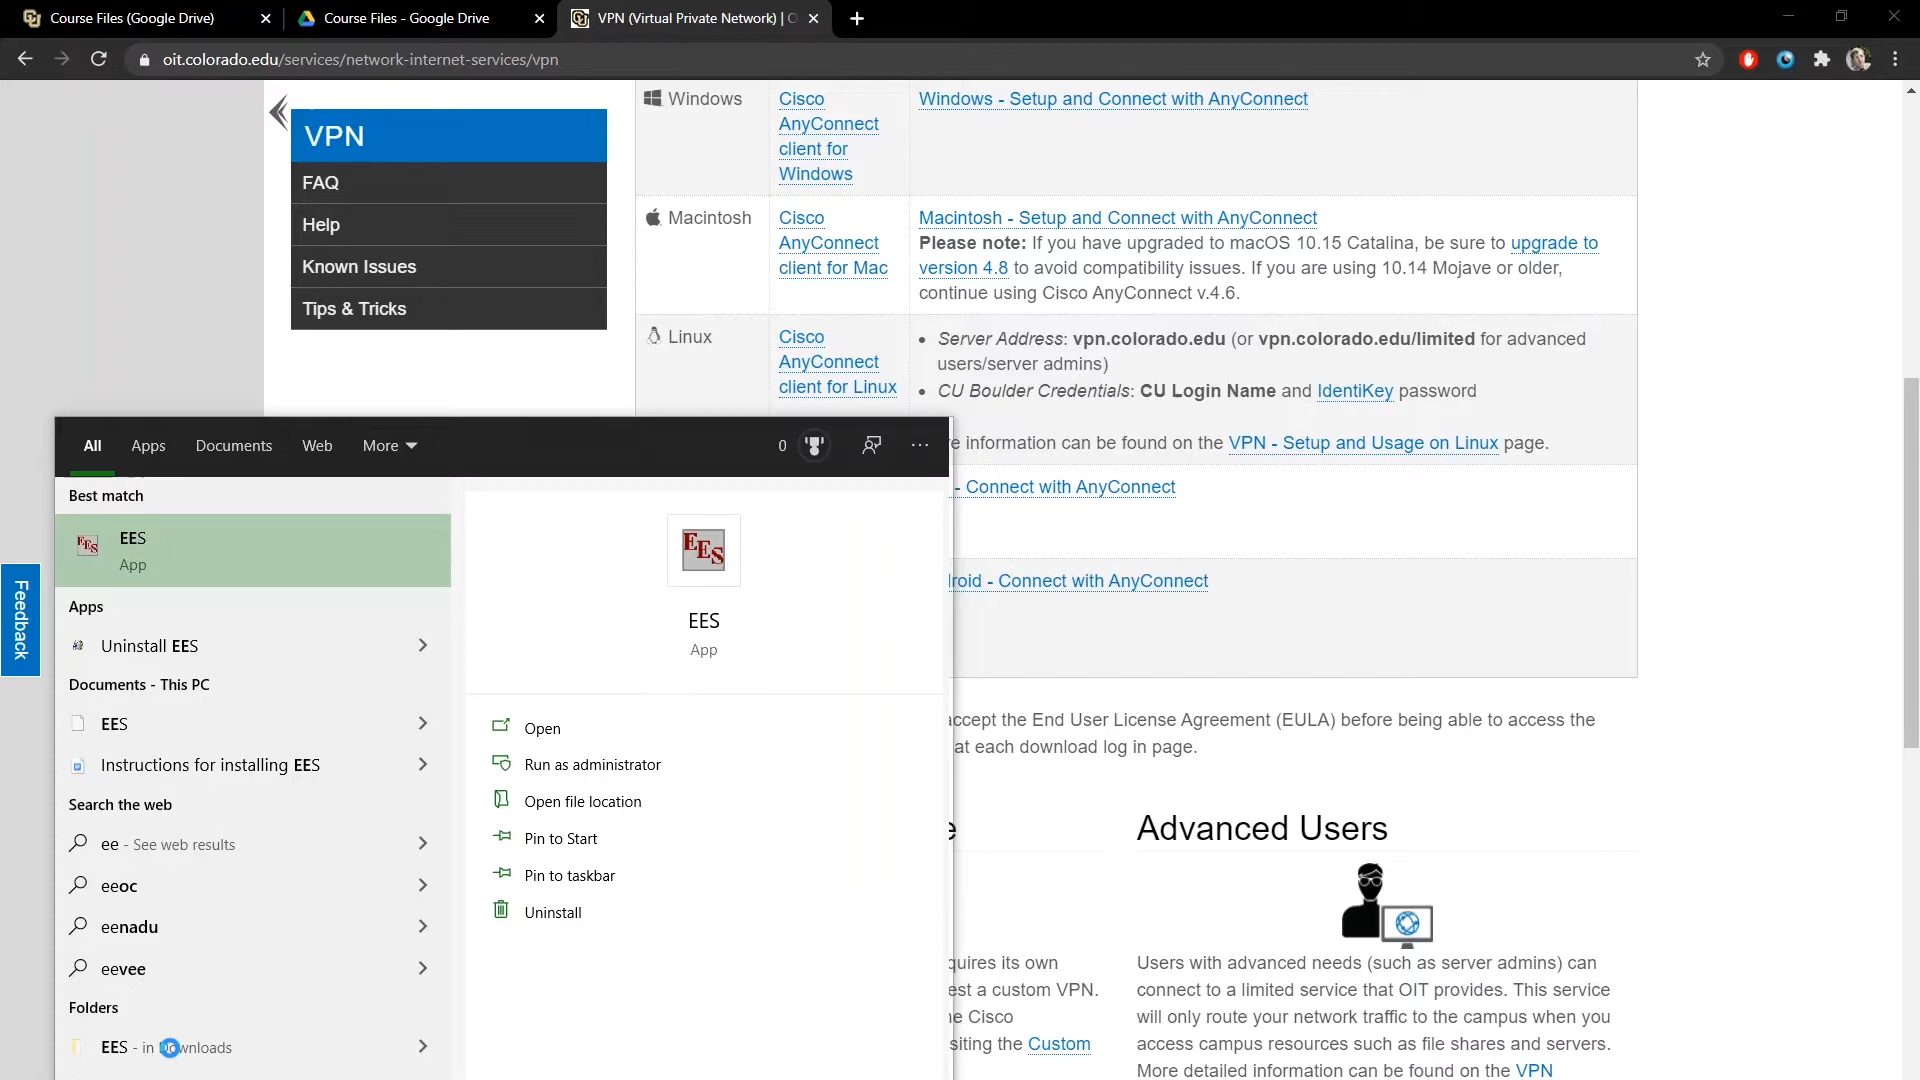 Course Files (Google Drive)
Course Files - Google Drive
VPN (Virtual Private Network) | O
oit.colorado.edu/services/network-internet-services/vpn
VPN
FAQ
Help
Known Issues
Tips & Tricks
Windows
Cisco
AnyConnect
client for
Windows
Windows - Setup and Connect with AnyConnect
Macintosh
Cisco
AnyConnect
client for Mac
Macintosh - Setup and Connect with AnyConnect
Please note: If you have upgraded to macOS 10.15 Catalina, be sure to upgrade to
version 4.8 to avoid compatibility issues. If you are using 10.14 Mojave or older,
continue using Cisco AnyConnect v.4.6.
Linux
Cisco
AnyConnect
client for Linux
• Server Address: vpn.colorado.edu (or vpn.colorado.edu/limited for advanced
users/server admins)
• CU Boulder Credentials: CU Login Name and IdentiKey password
information can be found on the VPN - Setup and Usage on Linux page.
- Connect with AnyConnect
- Connect with AnyConnect
accept the End User License Agreement (EULA) before being able to access the
at each download log in page.
Advanced Users
Users with advanced needs (such as server admins) can
connect to a limited service that OIT provides. This service
will only route your network traffic to the campus when you
access campus resources such as file shares and servers.
More detailed information can be found on the VPN
its own
a custom VPN.
Cisco
the Custom
Feedback
All
Apps
Documents
Web
More
0
Best match
EES
App
Apps
Uninstall EES
Documents - This PC
EES
Instructions for installing EES
Search the web
ee - See web results
eeoc
eenadu
eevee
Folders
EES - in Downloads
EES
EES
App
Open
Run as administrator
Open file location
Pin to Start
Pin to taskbar
Uninstall